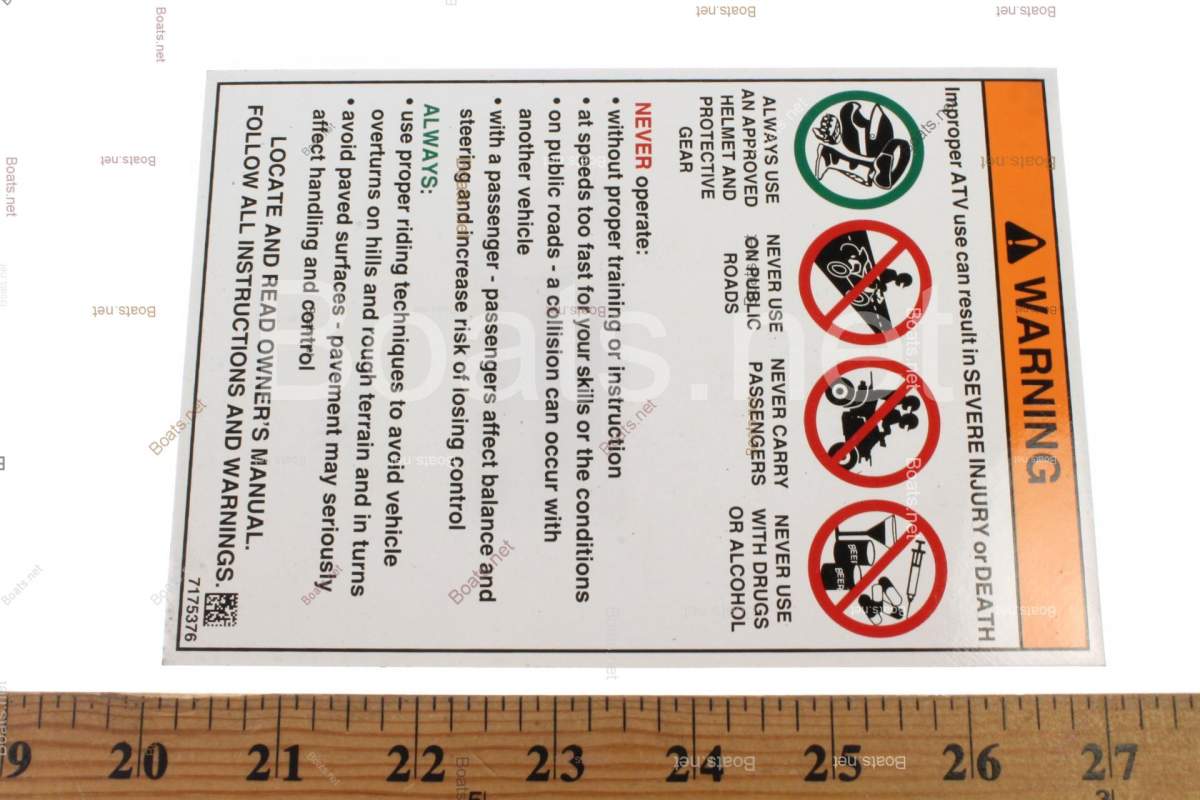 WARNING
Improper ATV use can result in SEVERE INJURY or DEATH
ALWAYS USE
AN APPROVED
HELMET AND
PROTECTIVE
GEAR
NEVER USE
ON PUBLIC
ROADS
NEVER CARRY
PASSENGERS
BEER
BEER
NEVER USE
WITH DRUGS
OR ALCOHOL
NEVER operate:
• without proper training or instruction
• at speeds too fast for your skills or the conditions
• on public roads - a collision can occur with
another vehicle
• with a passenger - passengers affect balance and
steering and increase risk of losing control
ALWAYS:
• use proper riding techniques to avoid vehicle
overturns on hills and rough terrain and in turns
• avoid paved surfaces - pavement may seriously
affect handling and control
LOCATE AND READ OWNER'S MANUAL.
FOLLOW ALL INSTRUCTIONS AND WARNINGS.
7175376
9 20 21 22 23 24 25 26 27
Boats.net